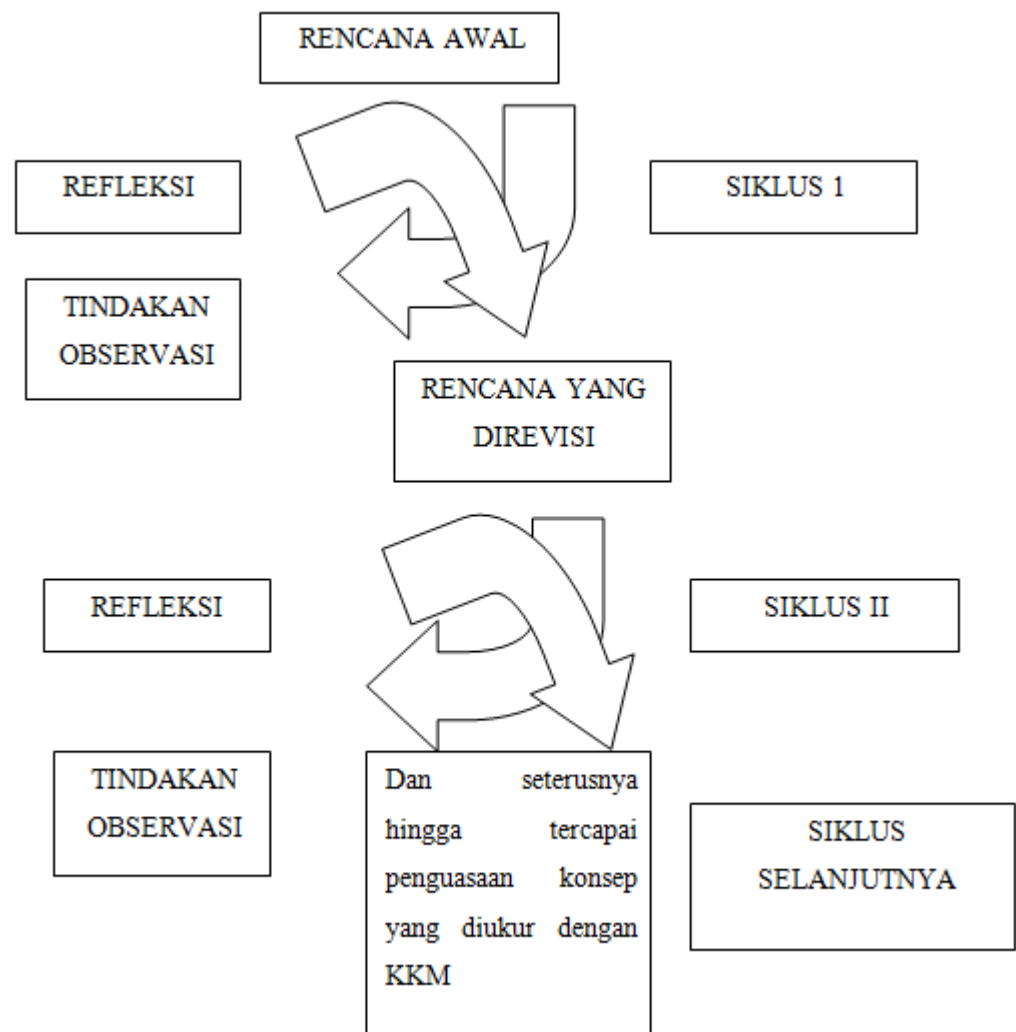 RENCANA AWAL
REFLEKSI
SIKLUS 1
TINDAKAN
OBSERVASI
RENCANA YANG
DIREVISI
REFLEKSI
SIKLUS II
TINDAKAN
OBSERVASI
Dan seterusnya
hingga tercapai
penguasaan konsep
yang diukur dengan
KKM
SIKLUS
SELANJUTNYA